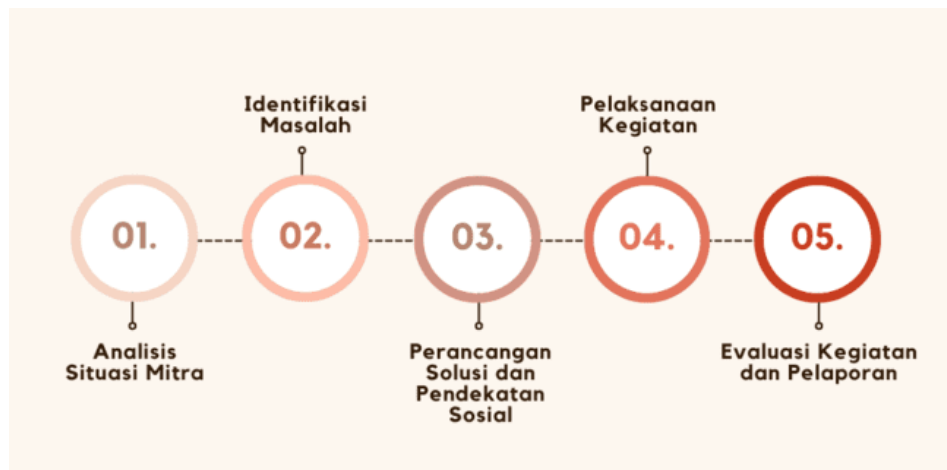 01.
Analisis
Situasi Mitra
Identifikasi
Masalah
02.
03.
Perancangan
Solusi dan
Pendekatan
Sosial
Pelaksanaan
Kegiatan
04.
05.
Evaluasi Kegiatan
dan Pelaporan